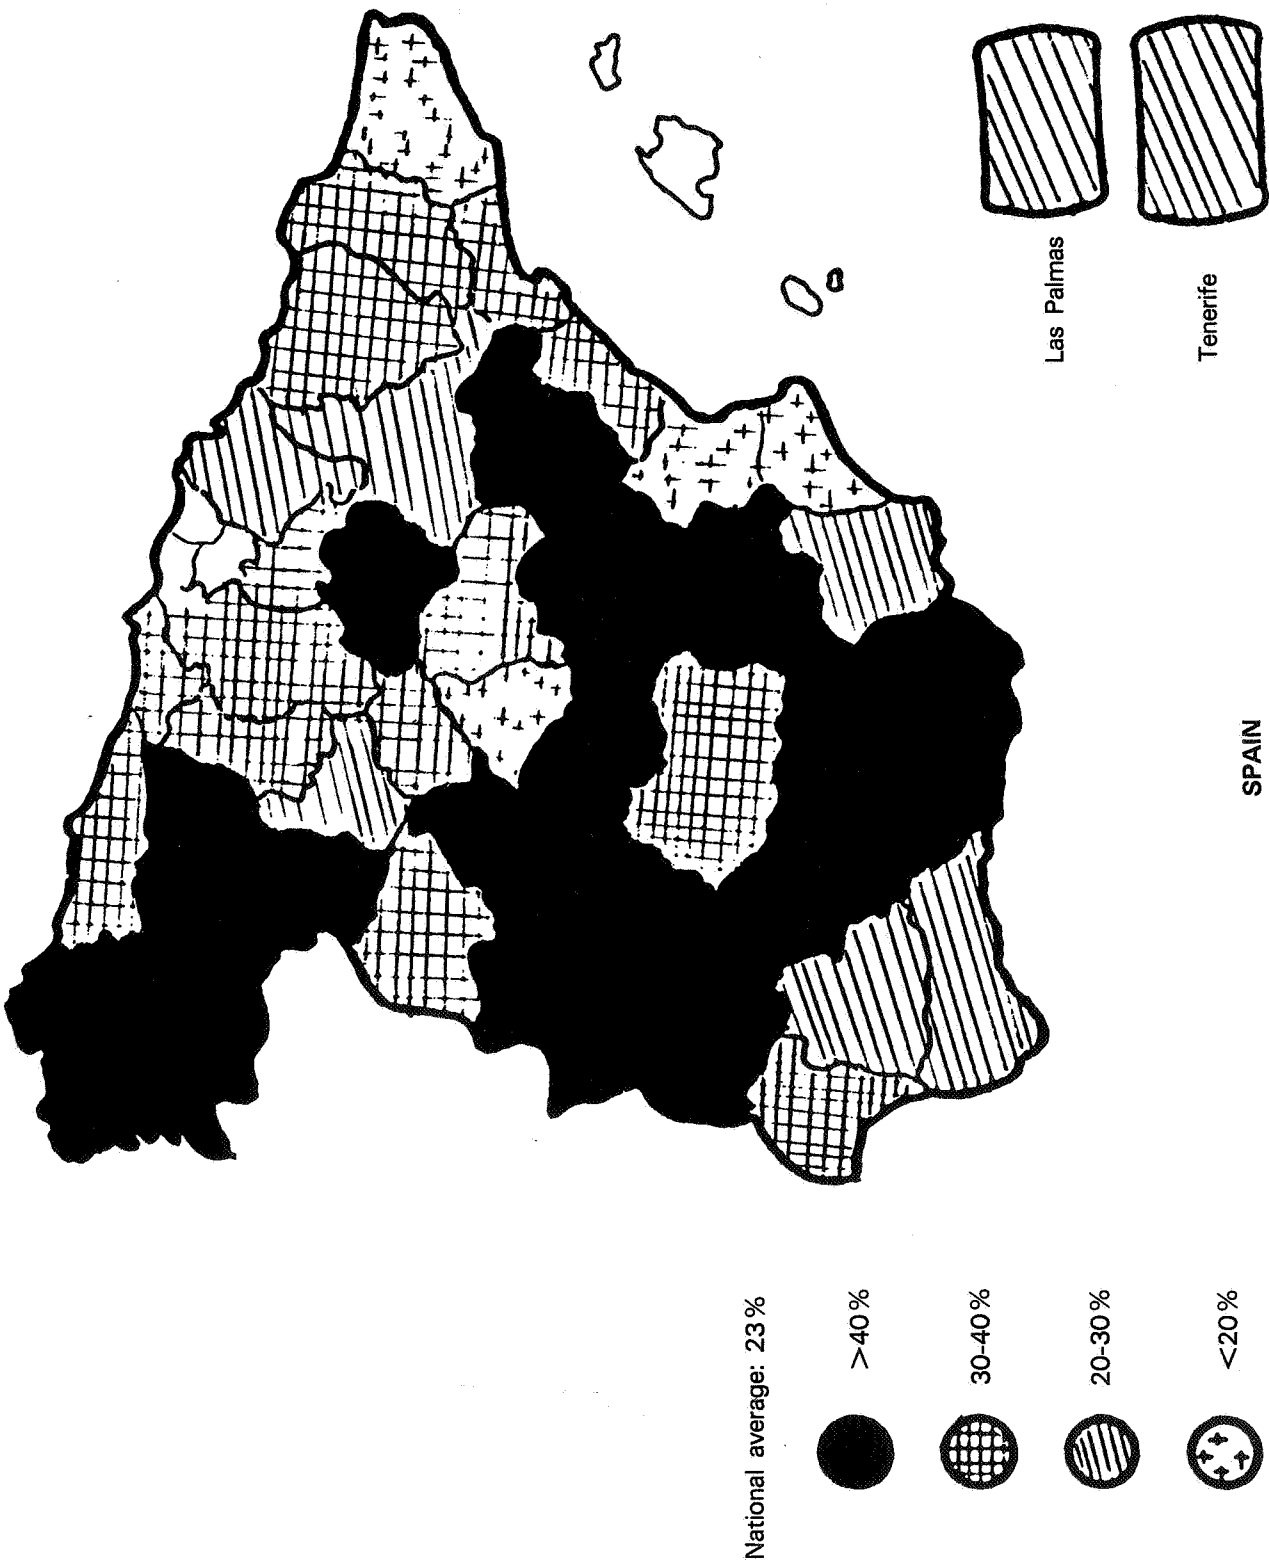 Las Palmas
Tenerife
SPAIN
National average: 23%
>40%
30-40%
20-30%
<20%